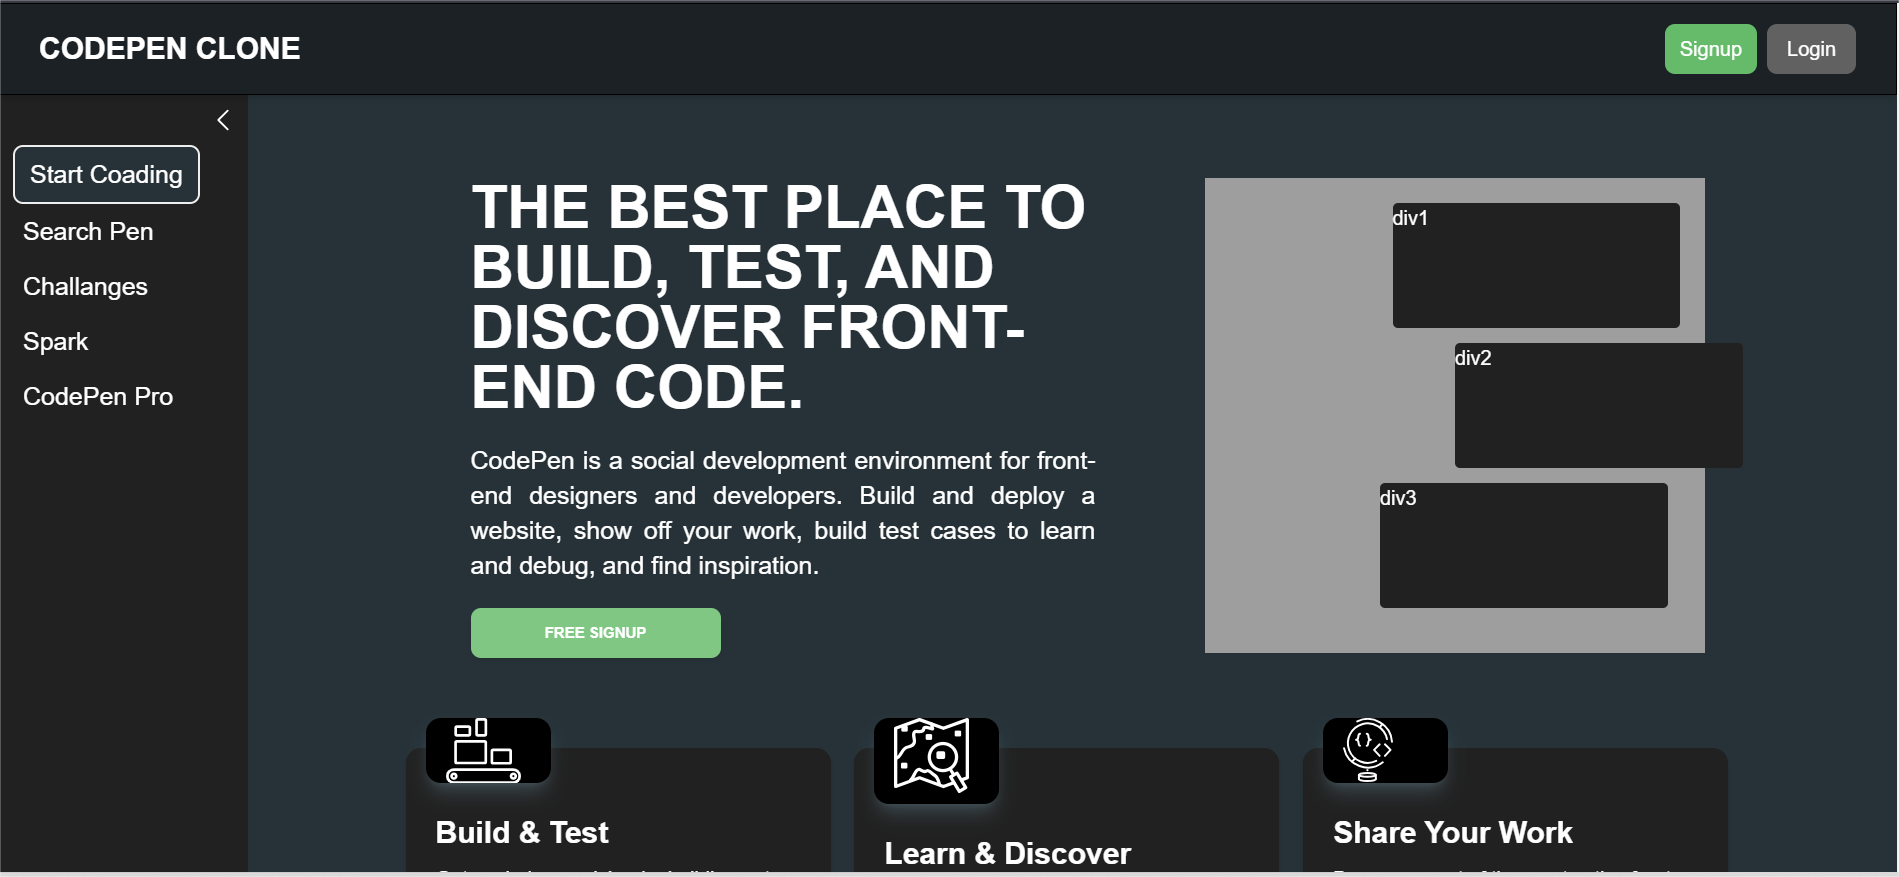 CODEPEN CLONE
Signup
Login
Start Coading
Search Pen
Challanges
Spark
CodePen Pro
THE BEST PLACE TO
BUILD, TEST, AND
DISCOVER FRONT-
END CODE.
CodePen is a social development environment for front-
end designers and developers. Build and deploy a
website, show off your work, build test cases to learn
and debug, and find inspiration.
FREE SIGNUP
div1
div2
div3
Build & Test
Learn & Discover
Share Your Work